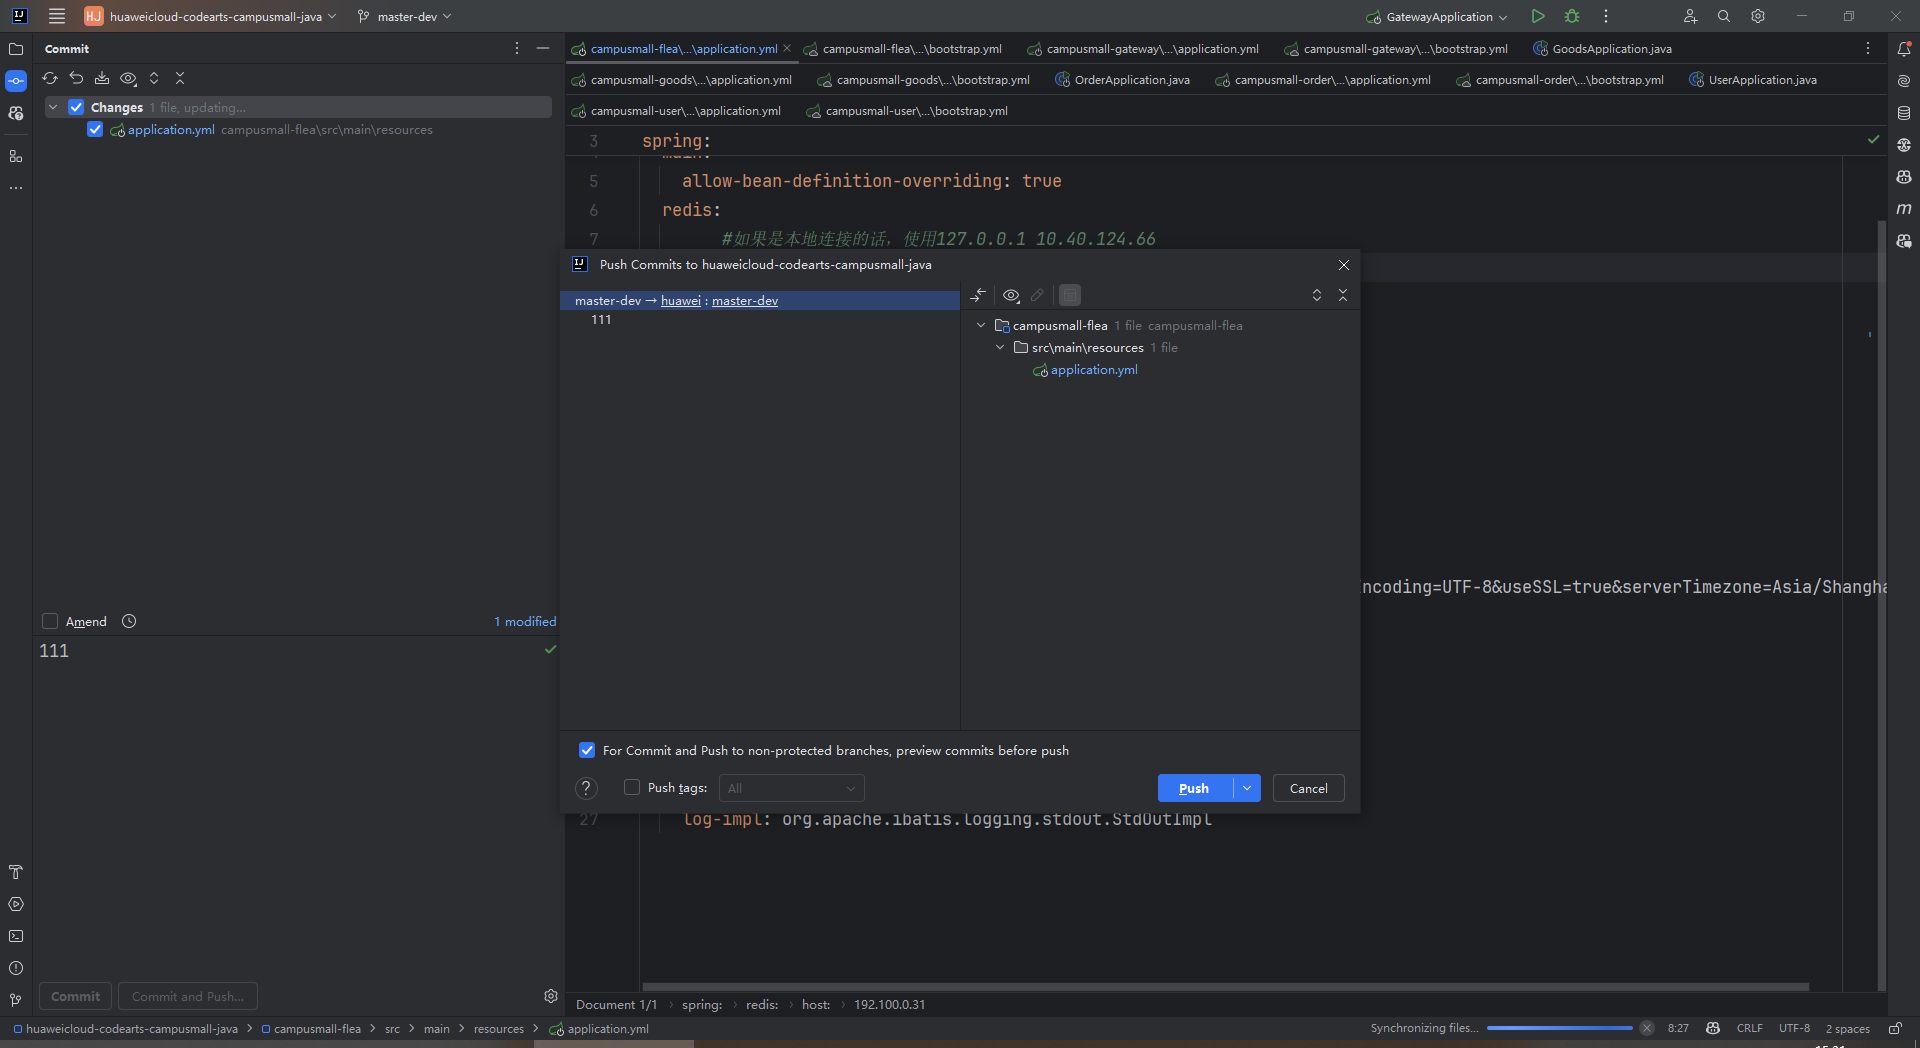 HJ huaweicloud-codearts-campusmall-java master-dev GatewayApplication
Commit
Changes 1 file, updating...
application.yml campusmall-flea\src\main\resources
campusmall-flea\...\application.yml campusmall-flea\...\bootstrap.yml campusmall-gateway\...\application.yml campusmall-gateway\...\bootstrap.yml GoodsApplication.java
campusmall-goods\...\application.yml campusmall-goods\...\bootstrap.yml OrderApplication.java campusmall-order\...\application.yml campusmall-order\...\bootstrap.yml UserApplication.java
campusmall-user\...\application.yml campusmall-user\...\bootstrap.yml
3 spring:
main:
5 allow-bean-definition-overriding: true
6 redis:
7 #如果是本地连接的话，使用127.0.0.1 10.40.124.66
Push Commits to huaweicloud-codearts-campusmall-java
master-dev → huawei : master-dev
111
campusmall-flea 1 file campusmall-flea
src\main\resources 1 file
application.yml
ncoding=UTF-8&useSSL=true&serverTimezone=Asia/Shangha
For Commit and Push to non-protected branches, preview commits before push
? Push tags: All Push Cancel
27 log-impl: org.apache.ibatis.logging.stdout.StdOutImpl
Amend 1 modified
111
Commit Commit and Push...
Document 1/1 spring: redis: host: 192.100.0.31
huaweicloud-codearts-campusmall-java campusmall-flea src main resources application.yml Synchronizing files... 8:27 CRLF UTF-8 2 spaces